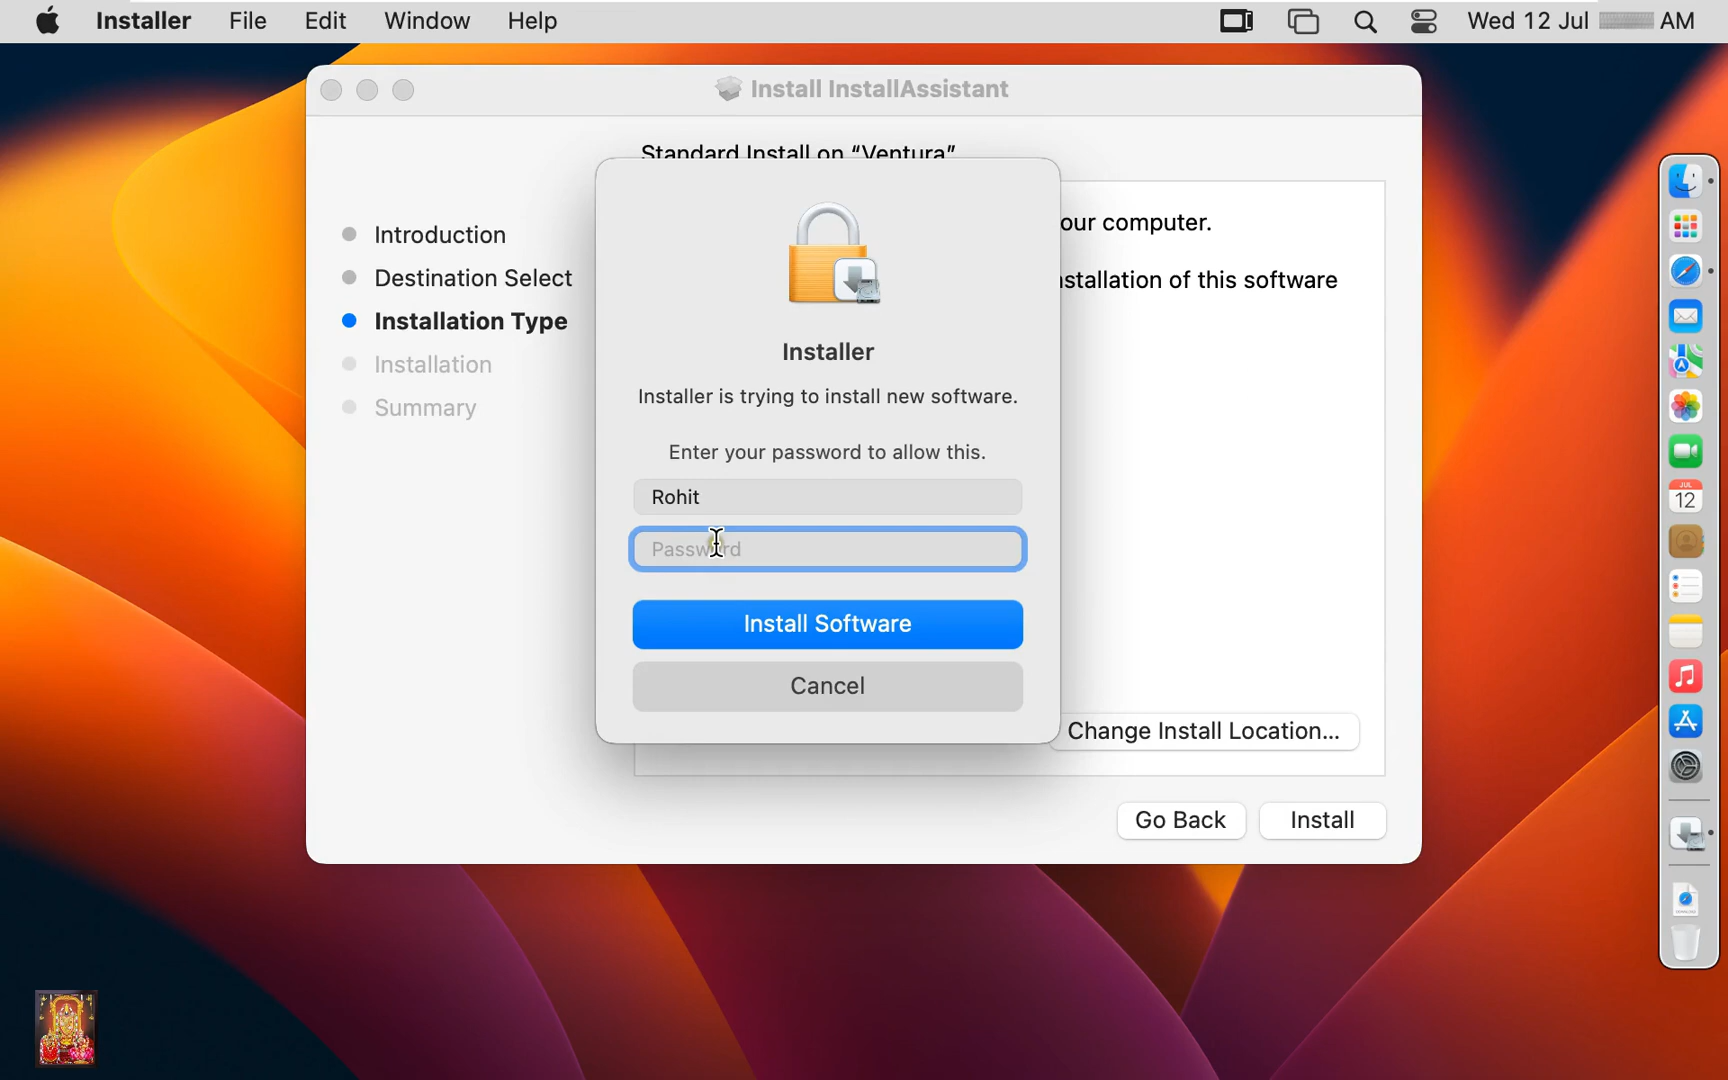 Installer File Edit Window Help Wed 12 Jul AM
Install InstallAssistant
Standard Install on "Ventura"
our computer.
installation of this software
Introduction
Destination Select
Installation Type
Installation
Summary
Installer
Installer is trying to install new software.
Enter your password to allow this.
Rohit
Password
Install Software
Cancel
Change Install Location...
Go Back Install
JUL
12